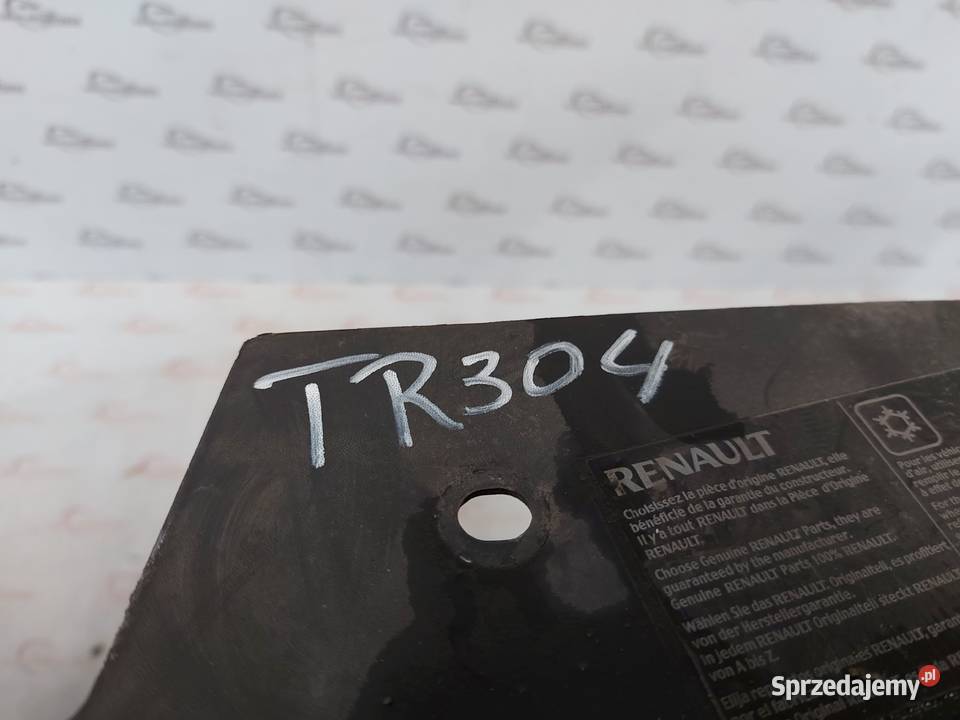 TR304
RENAULT
Choisissez la pièce d'origine RENAULT, elle
bénéficie de la garantie du constructeur.
Il y'a tout RENAULT dans la Pièce d'Origine
RENAULT.
Choose Genuine RENAULT Parts, they are
guaranteed by the manufacturer.
Genuine RENAULT Parts 100% RENAULT.
Wählen Sie das RENAULT Originalteil, es profitiert
von der Herstellergarantie.
In jedem RENAULT Originalteil steckt RENAULT
von A bis Z.
Sprzedajemy.pl